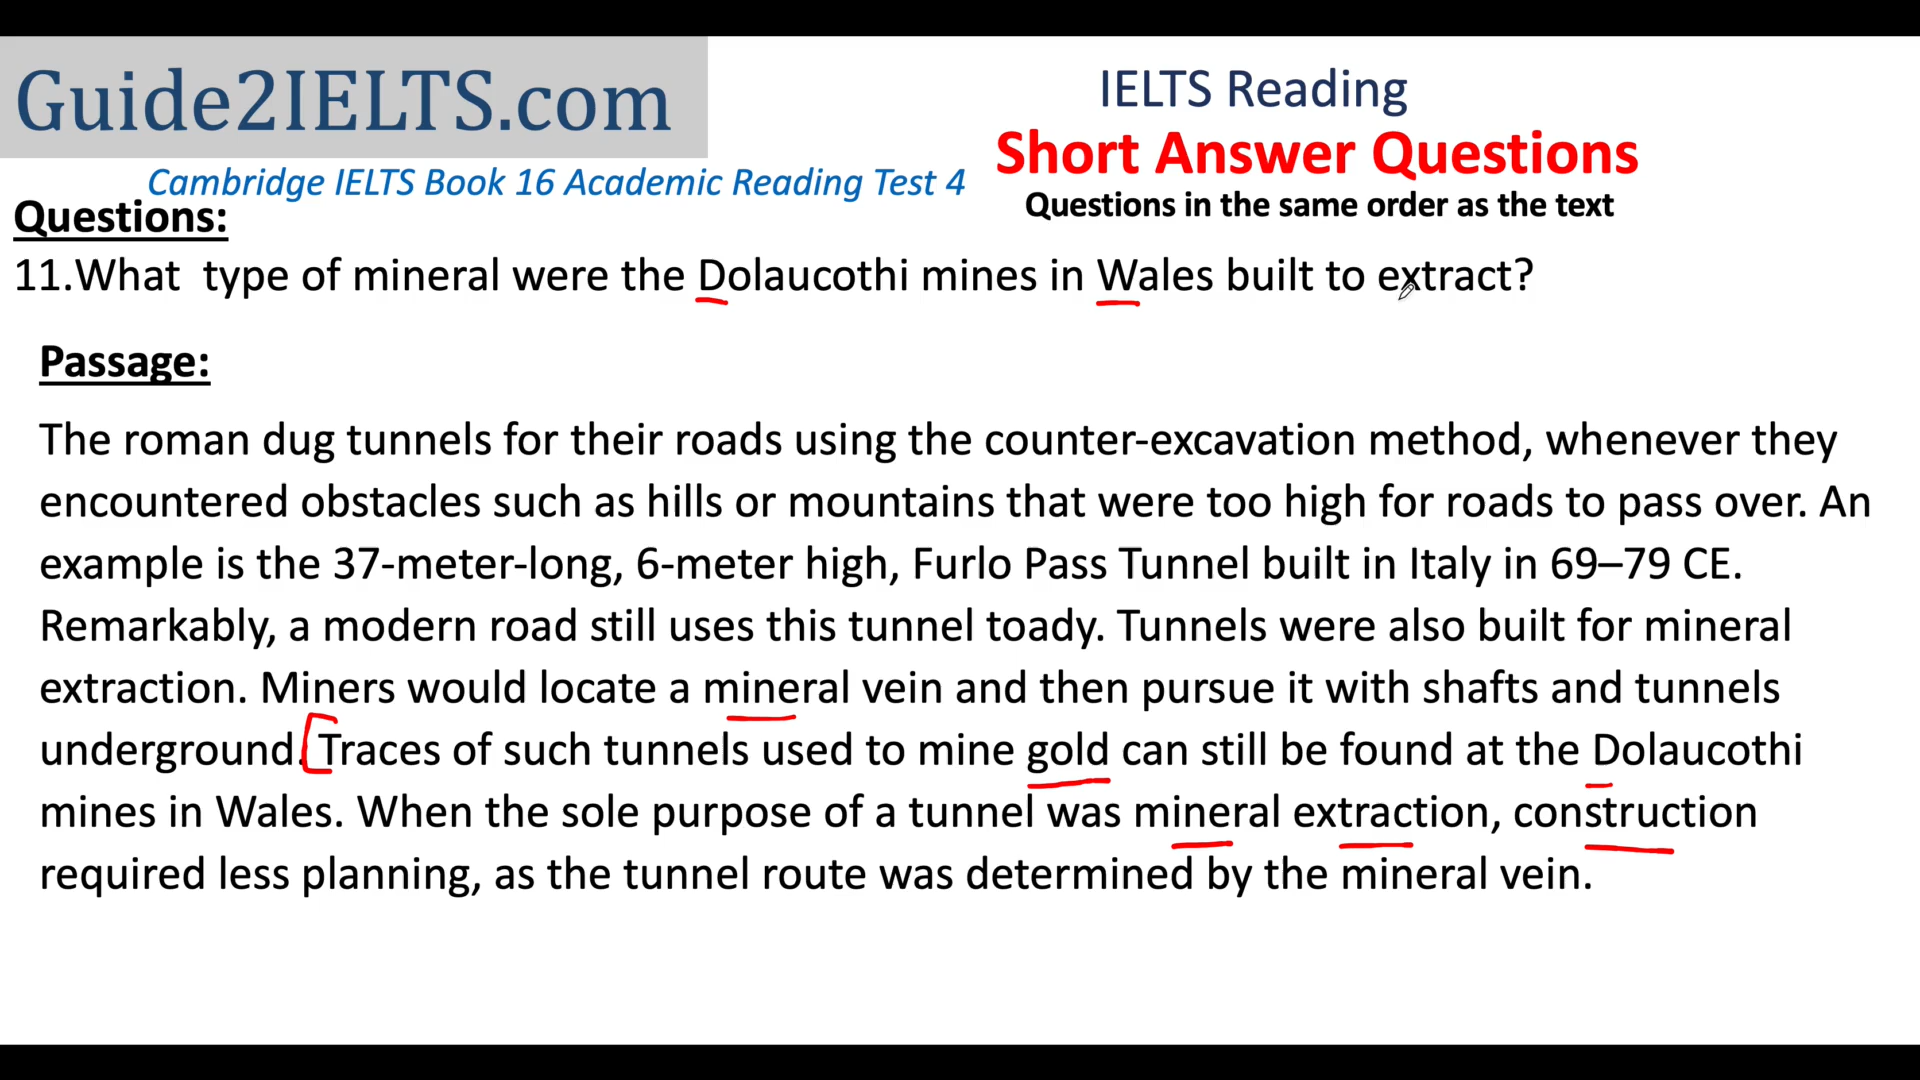 Guide2IELTS.com
IELTS Reading
Short Answer Questions
Cambridge IELTS Book 16 Academic Reading Test 4
Questions in the same order as the text
Questions:
11.What type of mineral were the Dolaucothi mines in Wales built to extract?
Passage:
The roman dug tunnels for their roads using the counter-excavation method, whenever they
encountered obstacles such as hills or mountains that were too high for roads to pass over. An
example is the 37-meter-long, 6-meter high, Furlo Pass Tunnel built in Italy in 69–79 CE.
Remarkably, a modern road still uses this tunnel toady. Tunnels were also built for mineral
extraction. Miners would locate a mineral vein and then pursue it with shafts and tunnels
underground. Traces of such tunnels used to mine gold can still be found at the Dolaucothi
mines in Wales. When the sole purpose of a tunnel was mineral extraction, construction
required less planning, as the tunnel route was determined by the mineral vein.